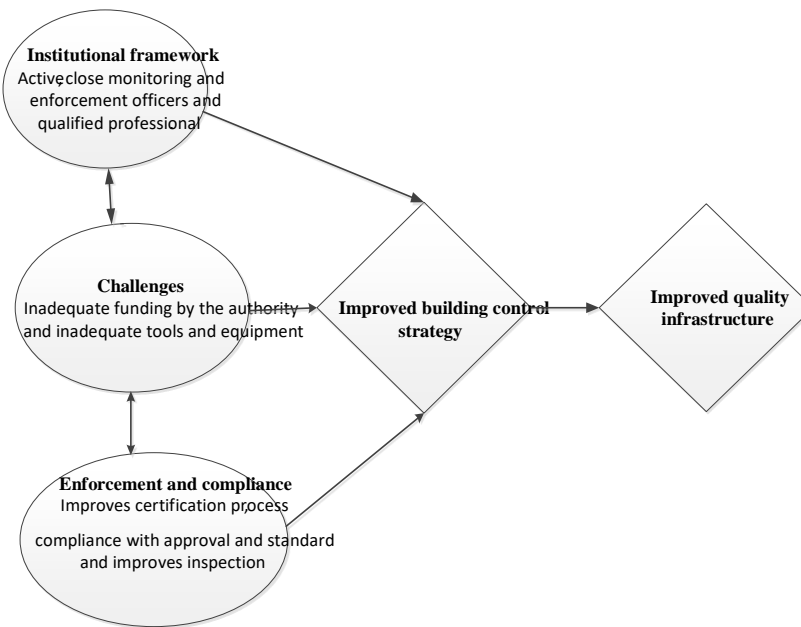 Institutional framework
Active, close monitoring and
enforcement officers and
qualified professional
Challenges
Inadequate funding by the authority
and inadequate tools and equipment
Improved building control
strategy
Improved quality
infrastructure
Enforcement and compliance
Improves certification process,
compliance with approval and standard
and improves inspection